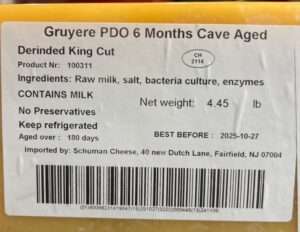 Gruyere PDO 6 Months Cave Aged
Derinded King Cut
CH
2114
Product Nr: 100311
Ingredients: Raw milk, salt, bacteria culture, enzymes
CONTAINS MILK
Net weight: 4.45 lb
No Preservatives
Keep refrigerated
Aged over: 180 days
BEST BEFORE: 2025-10-27
Imported by: Schuman Cheese, 40 new Dutch Lane, Fairfield, NJ 07004